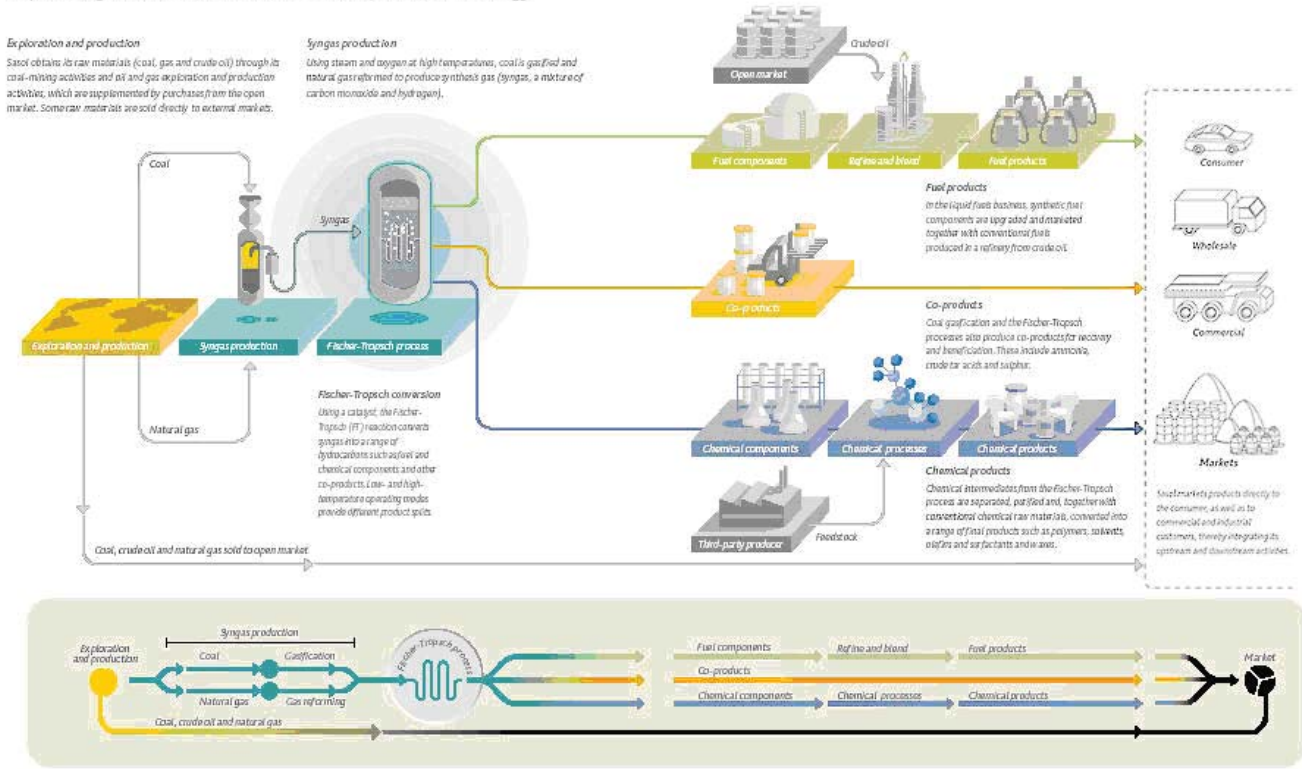 Exploration and production
Sasol obtains its raw materials (coal, gas and crude oil) through its
coal-mining activities and oil and gas exploration and production
activities, which are supplemented by purchases from the open
market. Some raw materials are sold directly to external markets.
Syngas production
Using steam and oxygen at high temperatures, coal is gasified and
natural gas reformed to produce synthesis gas (syngas, a mixture of
carbon monoxide and hydrogen).
Coal
Natural gas
Syngas
Exploration and production
Syngas production
Fischer-Tropsch process
Fischer-Tropsch conversion
Using a catalyst, the Fischer-
Tropsch (FT) reaction converts
syngas into a range of
hydrocarbons such as fuel and
chemical components and other
co-products. Low- and high-
temperature operating modes
provide different product splits.
Coal, crude oil and natural gas sold to open market
Open market
Crude oil
Fuel components
Refine and blend
Fuel products
Fuel products
In the liquid fuels business, synthetic fuel
components are upgraded and marketed
together with conventional fuels
produced in a refinery from crude oil.
Co-products
Co-products
Coal gasification and the Fischer-Tropsch
processes also produce co-products for recovery
and beneficiation. These include ammonia,
crude tar acids and sulphur.
Chemical components
Chemical processes
Chemical products
Third-party producer
Feedstock
Chemical products
Chemical intermediates from the Fischer-Tropsch
process are separated, purified and, together with
conventional chemical raw materials, converted into
a range of final products such as polymers, solvents,
olefins and surfactants and waxes.
Consumer
Wholesale
Commercial
Markets
Sasol markets products directly to
the consumer, as well as to
commercial and industrial
customers, thereby integrating its
upstream and downstream activities.
Exploration
and production
Syngas production
Coal
Gasification
Natural gas
Gas reforming
Coal, crude oil and natural gas
Fischer-Tropsch process
Fuel components
Refine and blend
Fuel products
Co-products
Chemical components
Chemical processes
Chemical products
Market